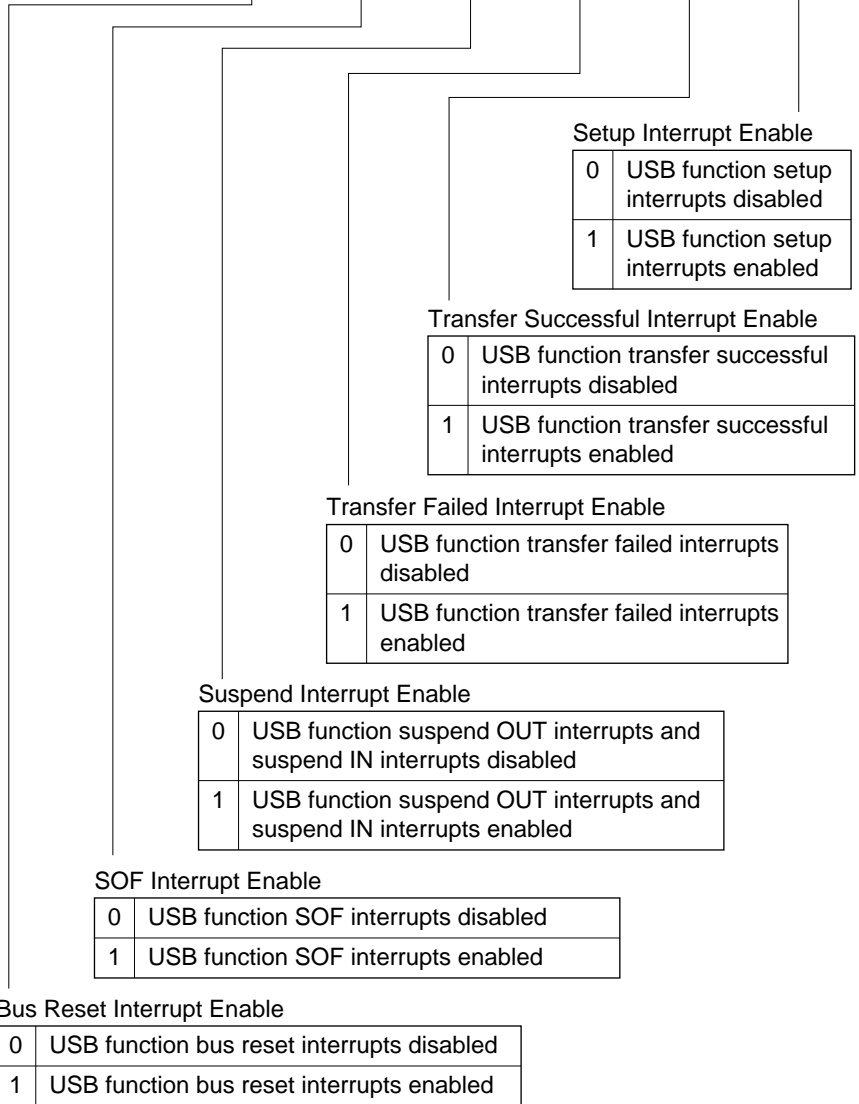 Setup Interrupt Enable
0 USB function setup
interrupts disabled
1 USB function setup
interrupts enabled
Transfer Successful Interrupt Enable
0 USB function transfer successful
interrupts disabled
1 USB function transfer successful
interrupts enabled
Transfer Failed Interrupt Enable
0 USB function transfer failed interrupts
disabled
1 USB function transfer failed interrupts
enabled
Suspend Interrupt Enable
0 USB function suspend OUT interrupts and
suspend IN interrupts disabled
1 USB function suspend OUT interrupts and
suspend IN interrupts enabled
SOF Interrupt Enable
0 USB function SOF interrupts disabled
1 USB function SOF interrupts enabled
Bus Reset Interrupt Enable
0 USB function bus reset interrupts disabled
1 USB function bus reset interrupts enabled